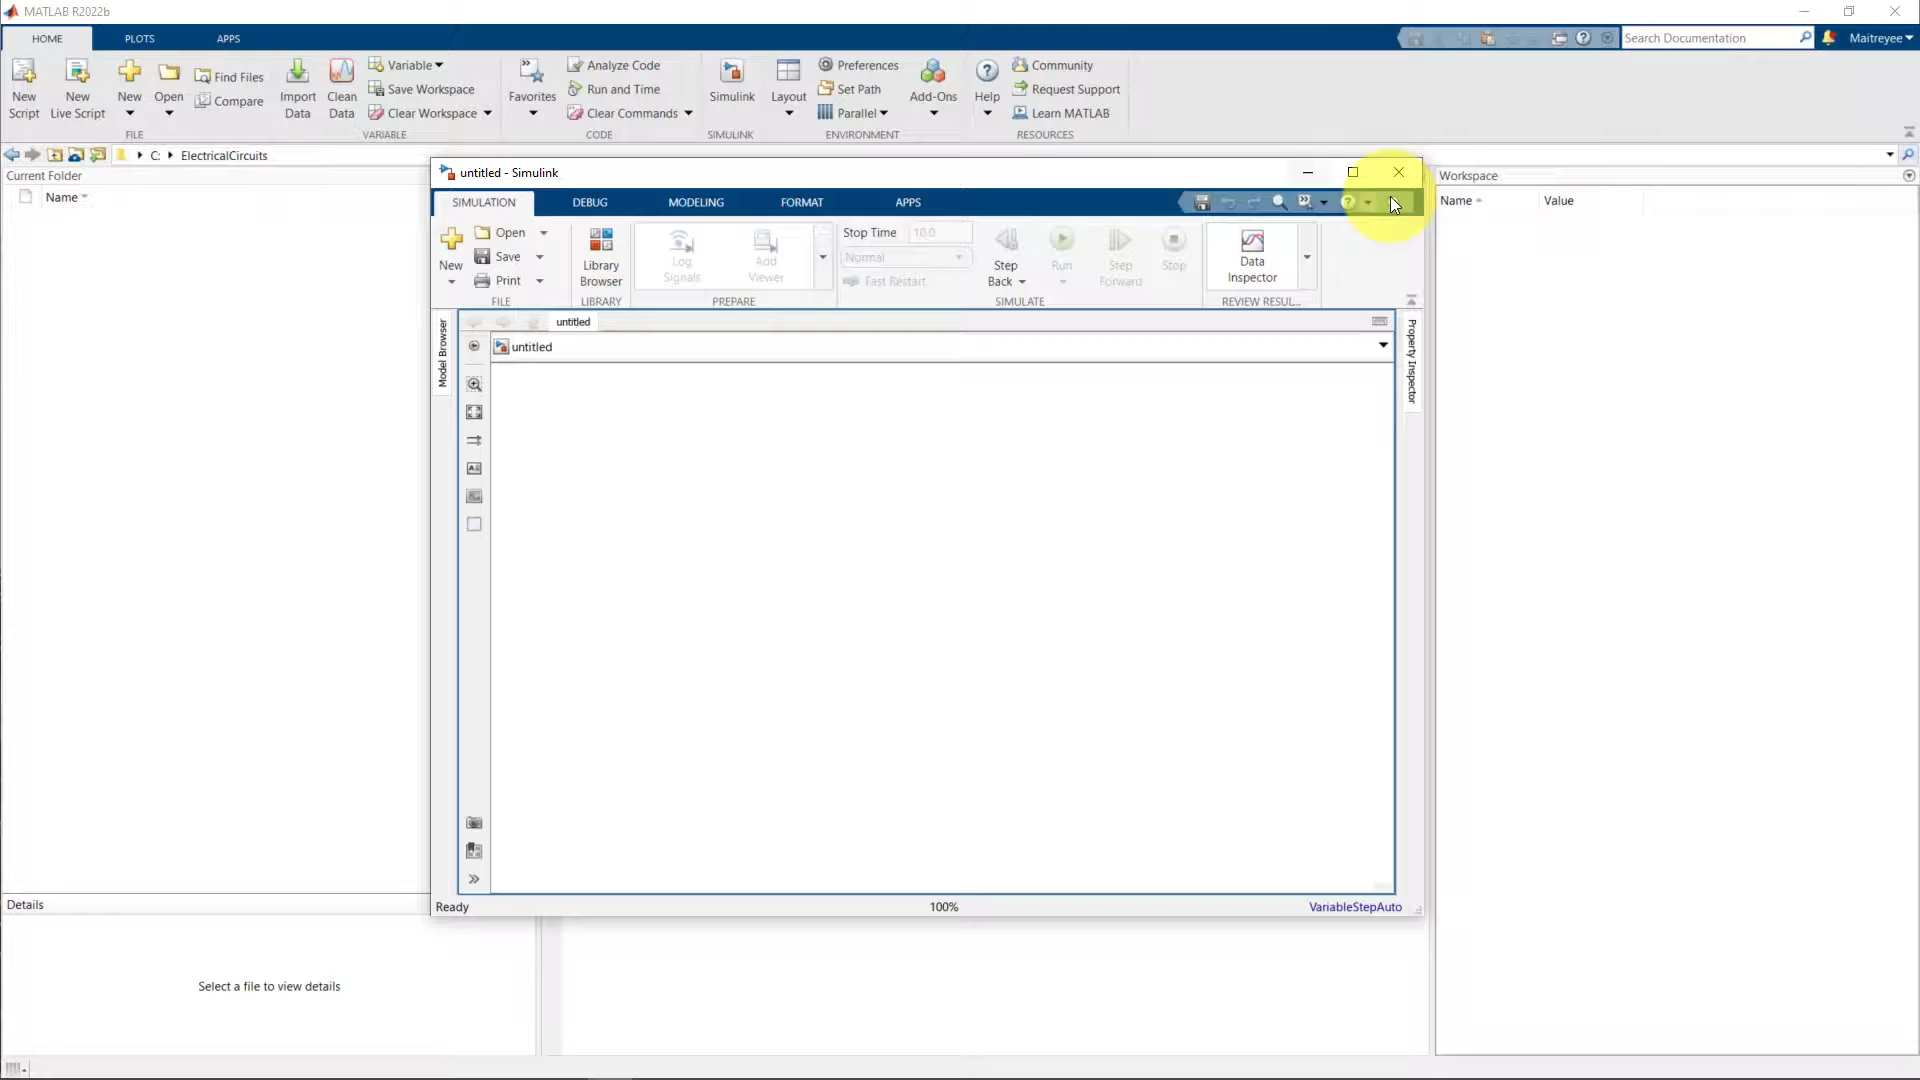 MATLAB R2022b
HOME
PLOTS
APPS
Search Documentation
Maitreyee
New Script
New Live Script
New
Open
Find Files
Compare
FILE
Import Data
Clean Data
Variable
Save Workspace
Clear Workspace
VARIABLE
Favorites
Analyze Code
Run and Time
Clear Commands
CODE
Simulink
SIMULINK
Layout
Preferences
Set Path
Parallel
Add-Ons
ENVIRONMENT
Help
Community
Request Support
Learn MATLAB
RESOURCES
C:
ElectricalCircuits
Current Folder
Name
untitled - Simulink
SIMULATION
DEBUG
MODELING
FORMAT
APPS
New
Open
Save
Print
FILE
Library Browser
LIBRARY
Log Signals
Add Viewer
PREPARE
Stop Time
10.0
Normal
Fast Restart
Step Back
Run
Step Forward
Stop
SIMULATE
Data Inspector
REVIEW RESUL...
Model Browser
untitled
untitled
Property Inspector
Ready
100%
VariableStepAuto
Workspace
Name
Value
Details
Select a file to view details